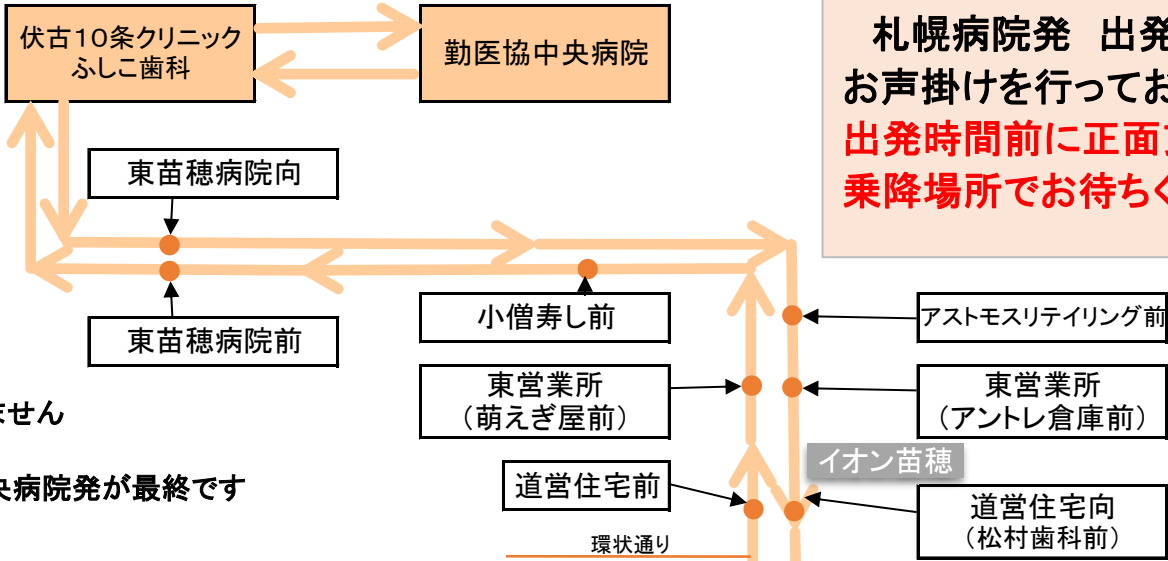 伏古10条クリニック
ふしこ歯科
勤医協中央病院
札幌病院発 出発
お声掛けを行ってお
出発時間前に正面
乗降場所でお待ちく
東苗穂病院向
東苗穂病院前
小僧寿し前
アストモスリテイリング前
東営業所
(萌えぎ屋前)
東営業所
(アントレ倉庫前)
ません
央病院発が最終です
イオン苗穂
道営住宅前
道営住宅向
(松村歯科前)
環状通り